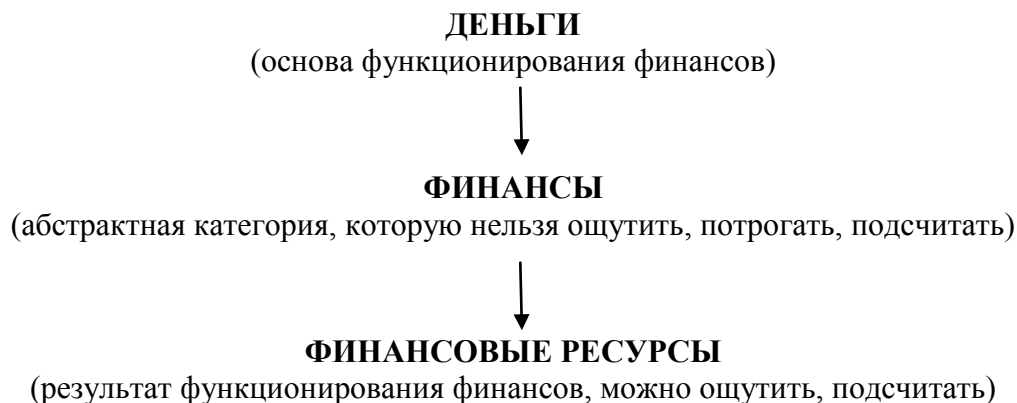 ДЕНЬГИ
(основа функционирования финансов)
ФИНАНСЫ
(абстрактная категория, которую нельзя ощутить, потрогать, подсчитать)
ФИНАНСОВЫЕ РЕСУРСЫ
(результат функционирования финансов, можно ощутить, подсчитать)